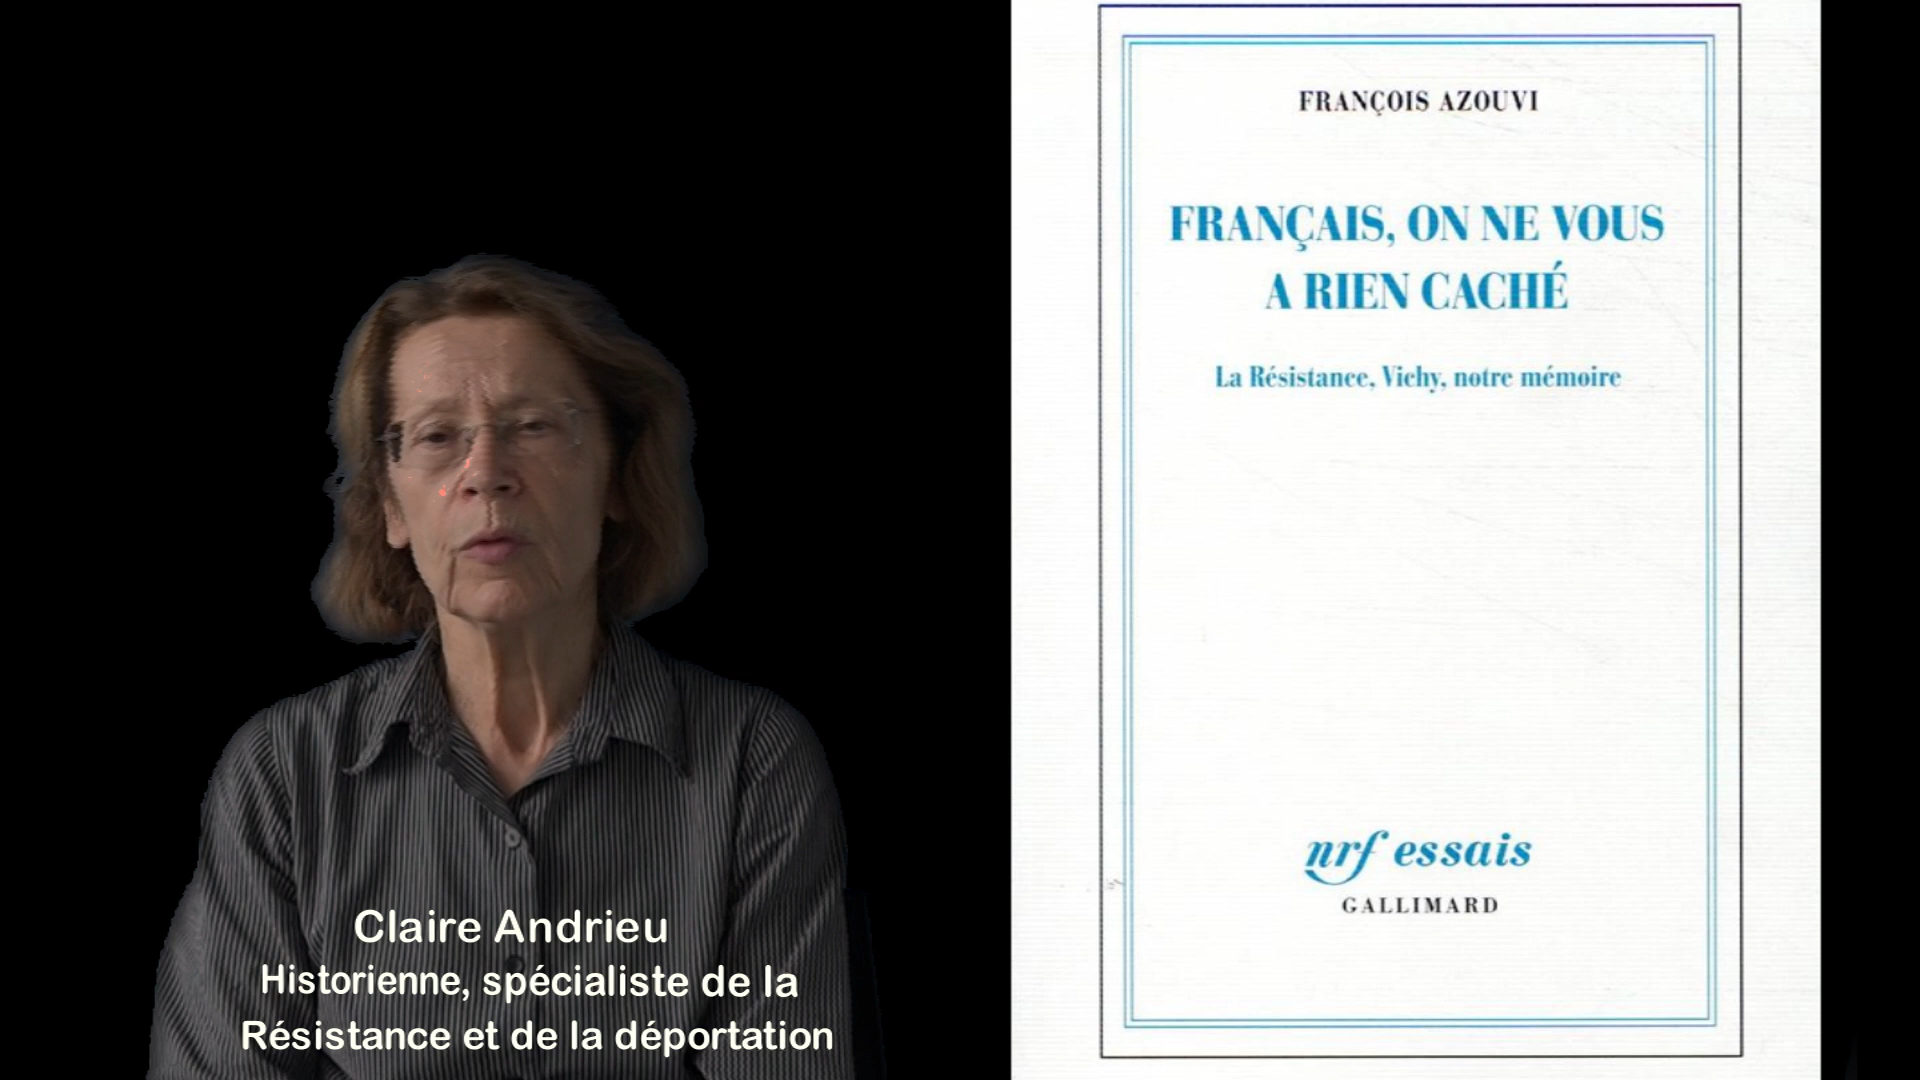 Claire Andrieu
Historienne, spécialiste de la
Résistance et de la déportation
FRANÇOIS AZOUVI
FRANÇAIS, ON NE VOUS
A RIEN CACHÉ
La Résistance, Vichy, notre mémoire
nrf essais
GALLIMARD